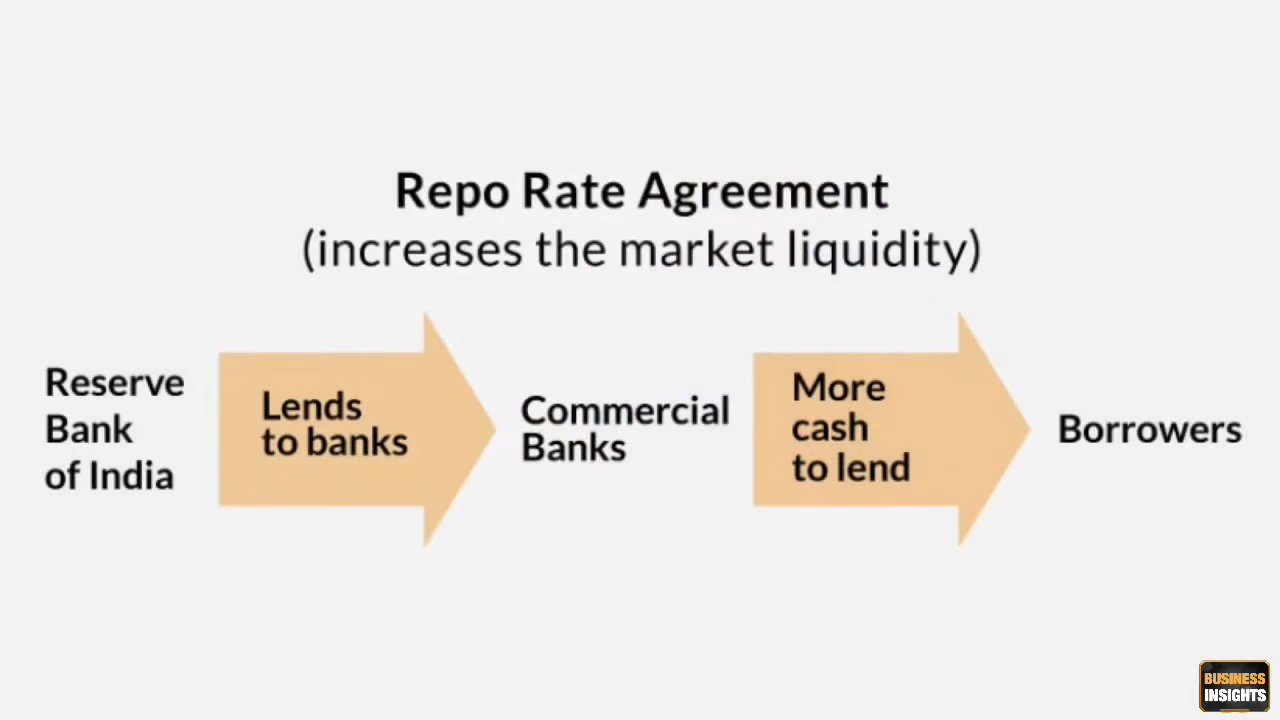 Repo Rate Agreement
(increases the market liquidity)
Reserve
Bank
of India
Lends
to banks
Commercial
Banks
More
cash
to lend
Borrowers
BUSINESS
INSIGHTS